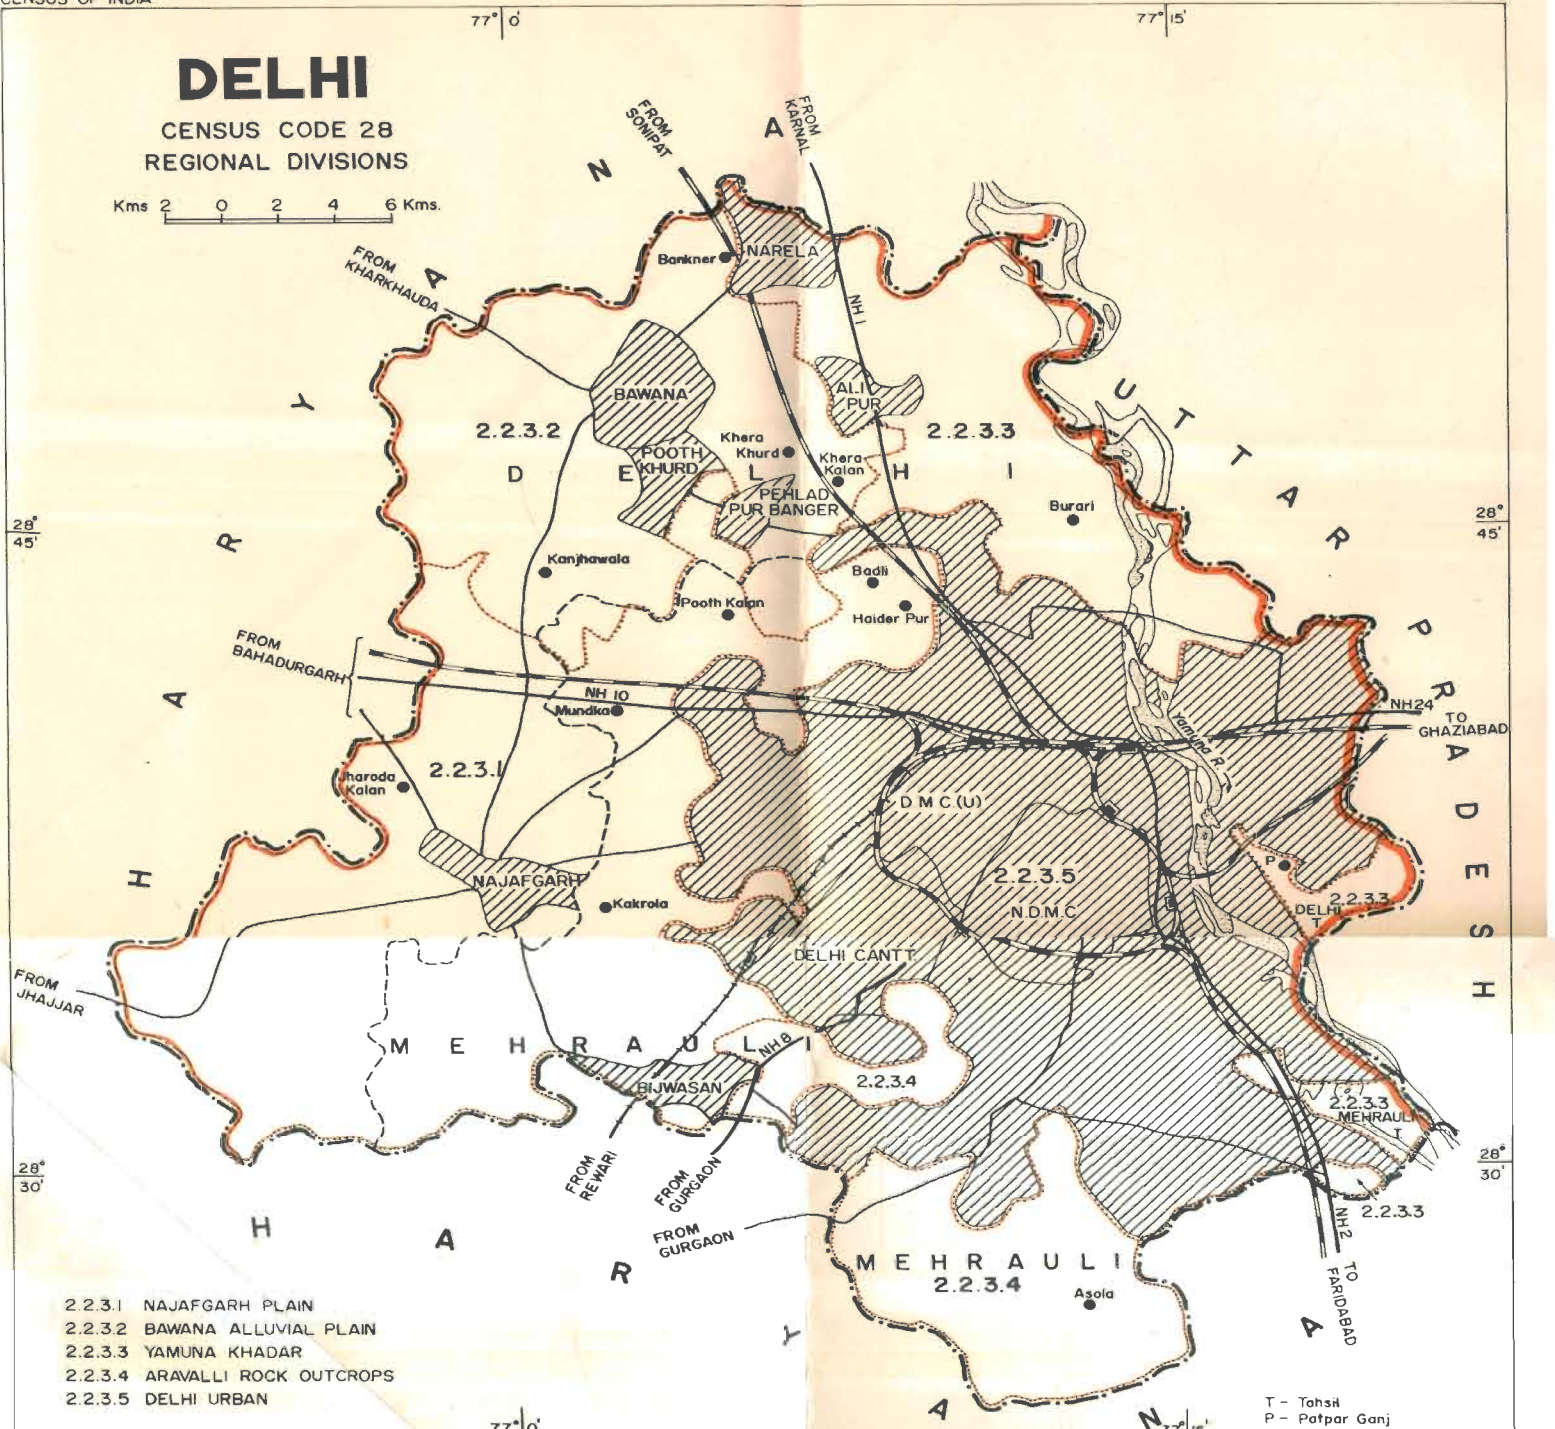 CENSUS OF INDIA
77° 0'
77° 15'
DELHI
CENSUS CODE 28
REGIONAL DIVISIONS
Kms 2 0 2 4 6 Kms.
FROM
SONIPAT
FROM
KARNAL
FROM
KHARKHAUDA
H A R Y A N A
Bankner
NARELA
NH 1
BAWANA
ALI
PUR
2.2.3.2
2.2.3.3
U T T A R P R A D E S H
POOTH
KHURD
Khera
Khurd
Khera
Kalan
D E L H I
PEHLAD
PUR BANGER
Burari
28°
45'
28°
45'
Kanjhawala
Badli
Pooth Kalan
Haider Pur
FROM
BAHADURGARH
NH 10
Mundka
Yamuna R.
NH24
TO
GHAZIABAD
2.2.3.1
Jharoda
Kalan
D.M.C.(U)
P
NAJAFGARH
2.2.3.5
2.2.3.3
Kakrola
N.D.M.C
DELHI
T
DELHI CANTT.
FROM
JHAJJAR
M E H R A U L I
NH8
BIJWASAN
2.2.3.4
2.2.3.3
MEHRAULI
T
28°
30'
28°
30'
FROM
REWARI
FROM
GURGAON
FROM
GURGAON
2.2.3.3
NH2
TO
FARIDABAD
M E H R A U L I
2.2.3.4
Asola
H A R Y A N A
2.2.3.1 NAJAFGARH PLAIN
2.2.3.2 BAWANA ALLUVIAL PLAIN
2.2.3.3 YAMUNA KHADAR
2.2.3.4 ARAVALLI ROCK OUTCROPS
2.2.3.5 DELHI URBAN
T - Tahsil
P - Patpar Ganj
77° 0'
77° 15'